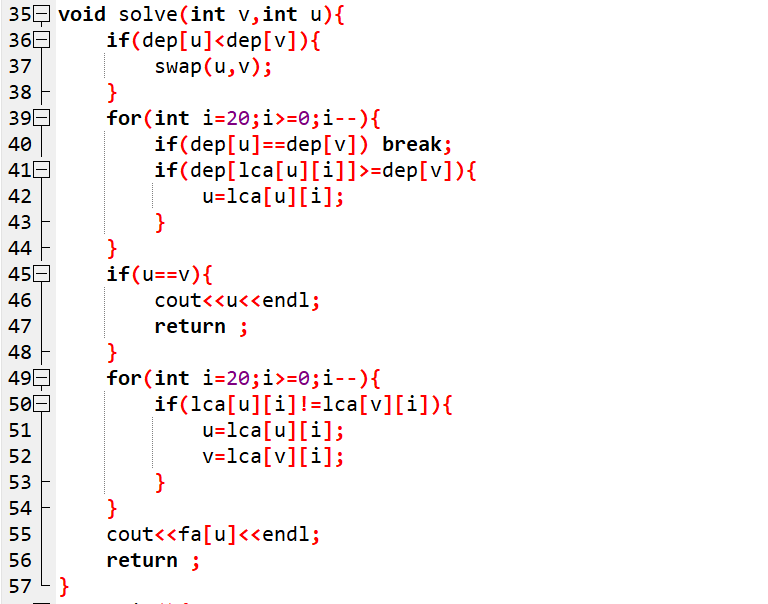 35 void solve(int v,int u){
36     if(dep[u]<dep[v]){
37         swap(u,v);
38     }
39     for(int i=20;i>=0;i--){
40         if(dep[u]==dep[v]) break;
41         if(dep[lca[u][i]]>=dep[v]){
42             u=lca[u][i];
43         }
44     }
45     if(u==v){
46         cout<<u<<endl;
47         return ;
48     }
49     for(int i=20;i>=0;i--){
50         if(lca[u][i]!=lca[v][i]){
51             u=lca[u][i];
52             v=lca[v][i];
53         }
54     }
55     cout<<fa[u]<<endl;
56     return ;
57 }